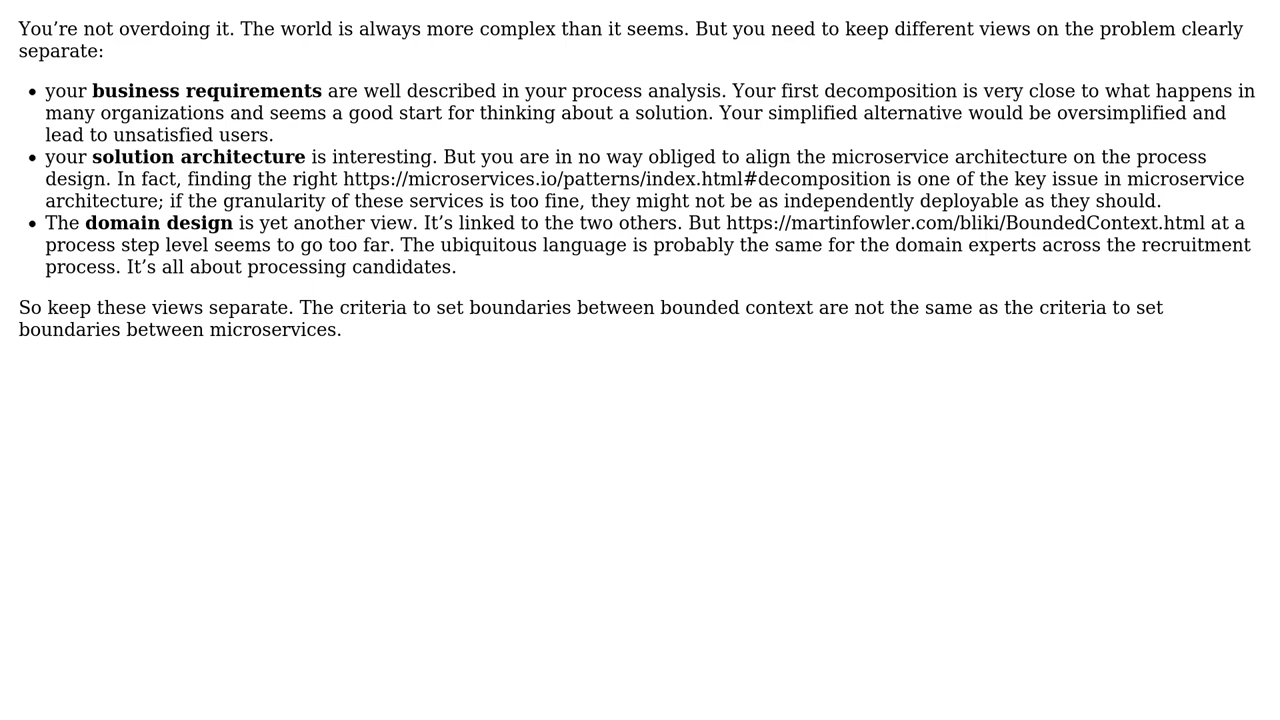 You’re not overdoing it. The world is always more complex than it seems. But you need to keep different views on the problem clearly
separate:
• your business requirements are well described in your process analysis. Your first decomposition is very close to what happens in
many organizations and seems a good start for thinking about a solution. Your simplified alternative would be oversimplified and
lead to unsatisfied users.
• your solution architecture is interesting. But you are in no way obliged to align the microservice architecture on the process
design. In fact, finding the right https://microservices.io/patterns/index.html#decomposition is one of the key issue in microservice
architecture; if the granularity of these services is too fine, they might not be as independently deployable as they should.
• The domain design is yet another view. It’s linked to the two others. But https://martinfowler.com/bliki/BoundedContext.html at a
process step level seems to go too far. The ubiquitous language is probably the same for the domain experts across the recruitment
process. It’s all about processing candidates.
So keep these views separate. The criteria to set boundaries between bounded context are not the same as the criteria to set
boundaries between microservices.